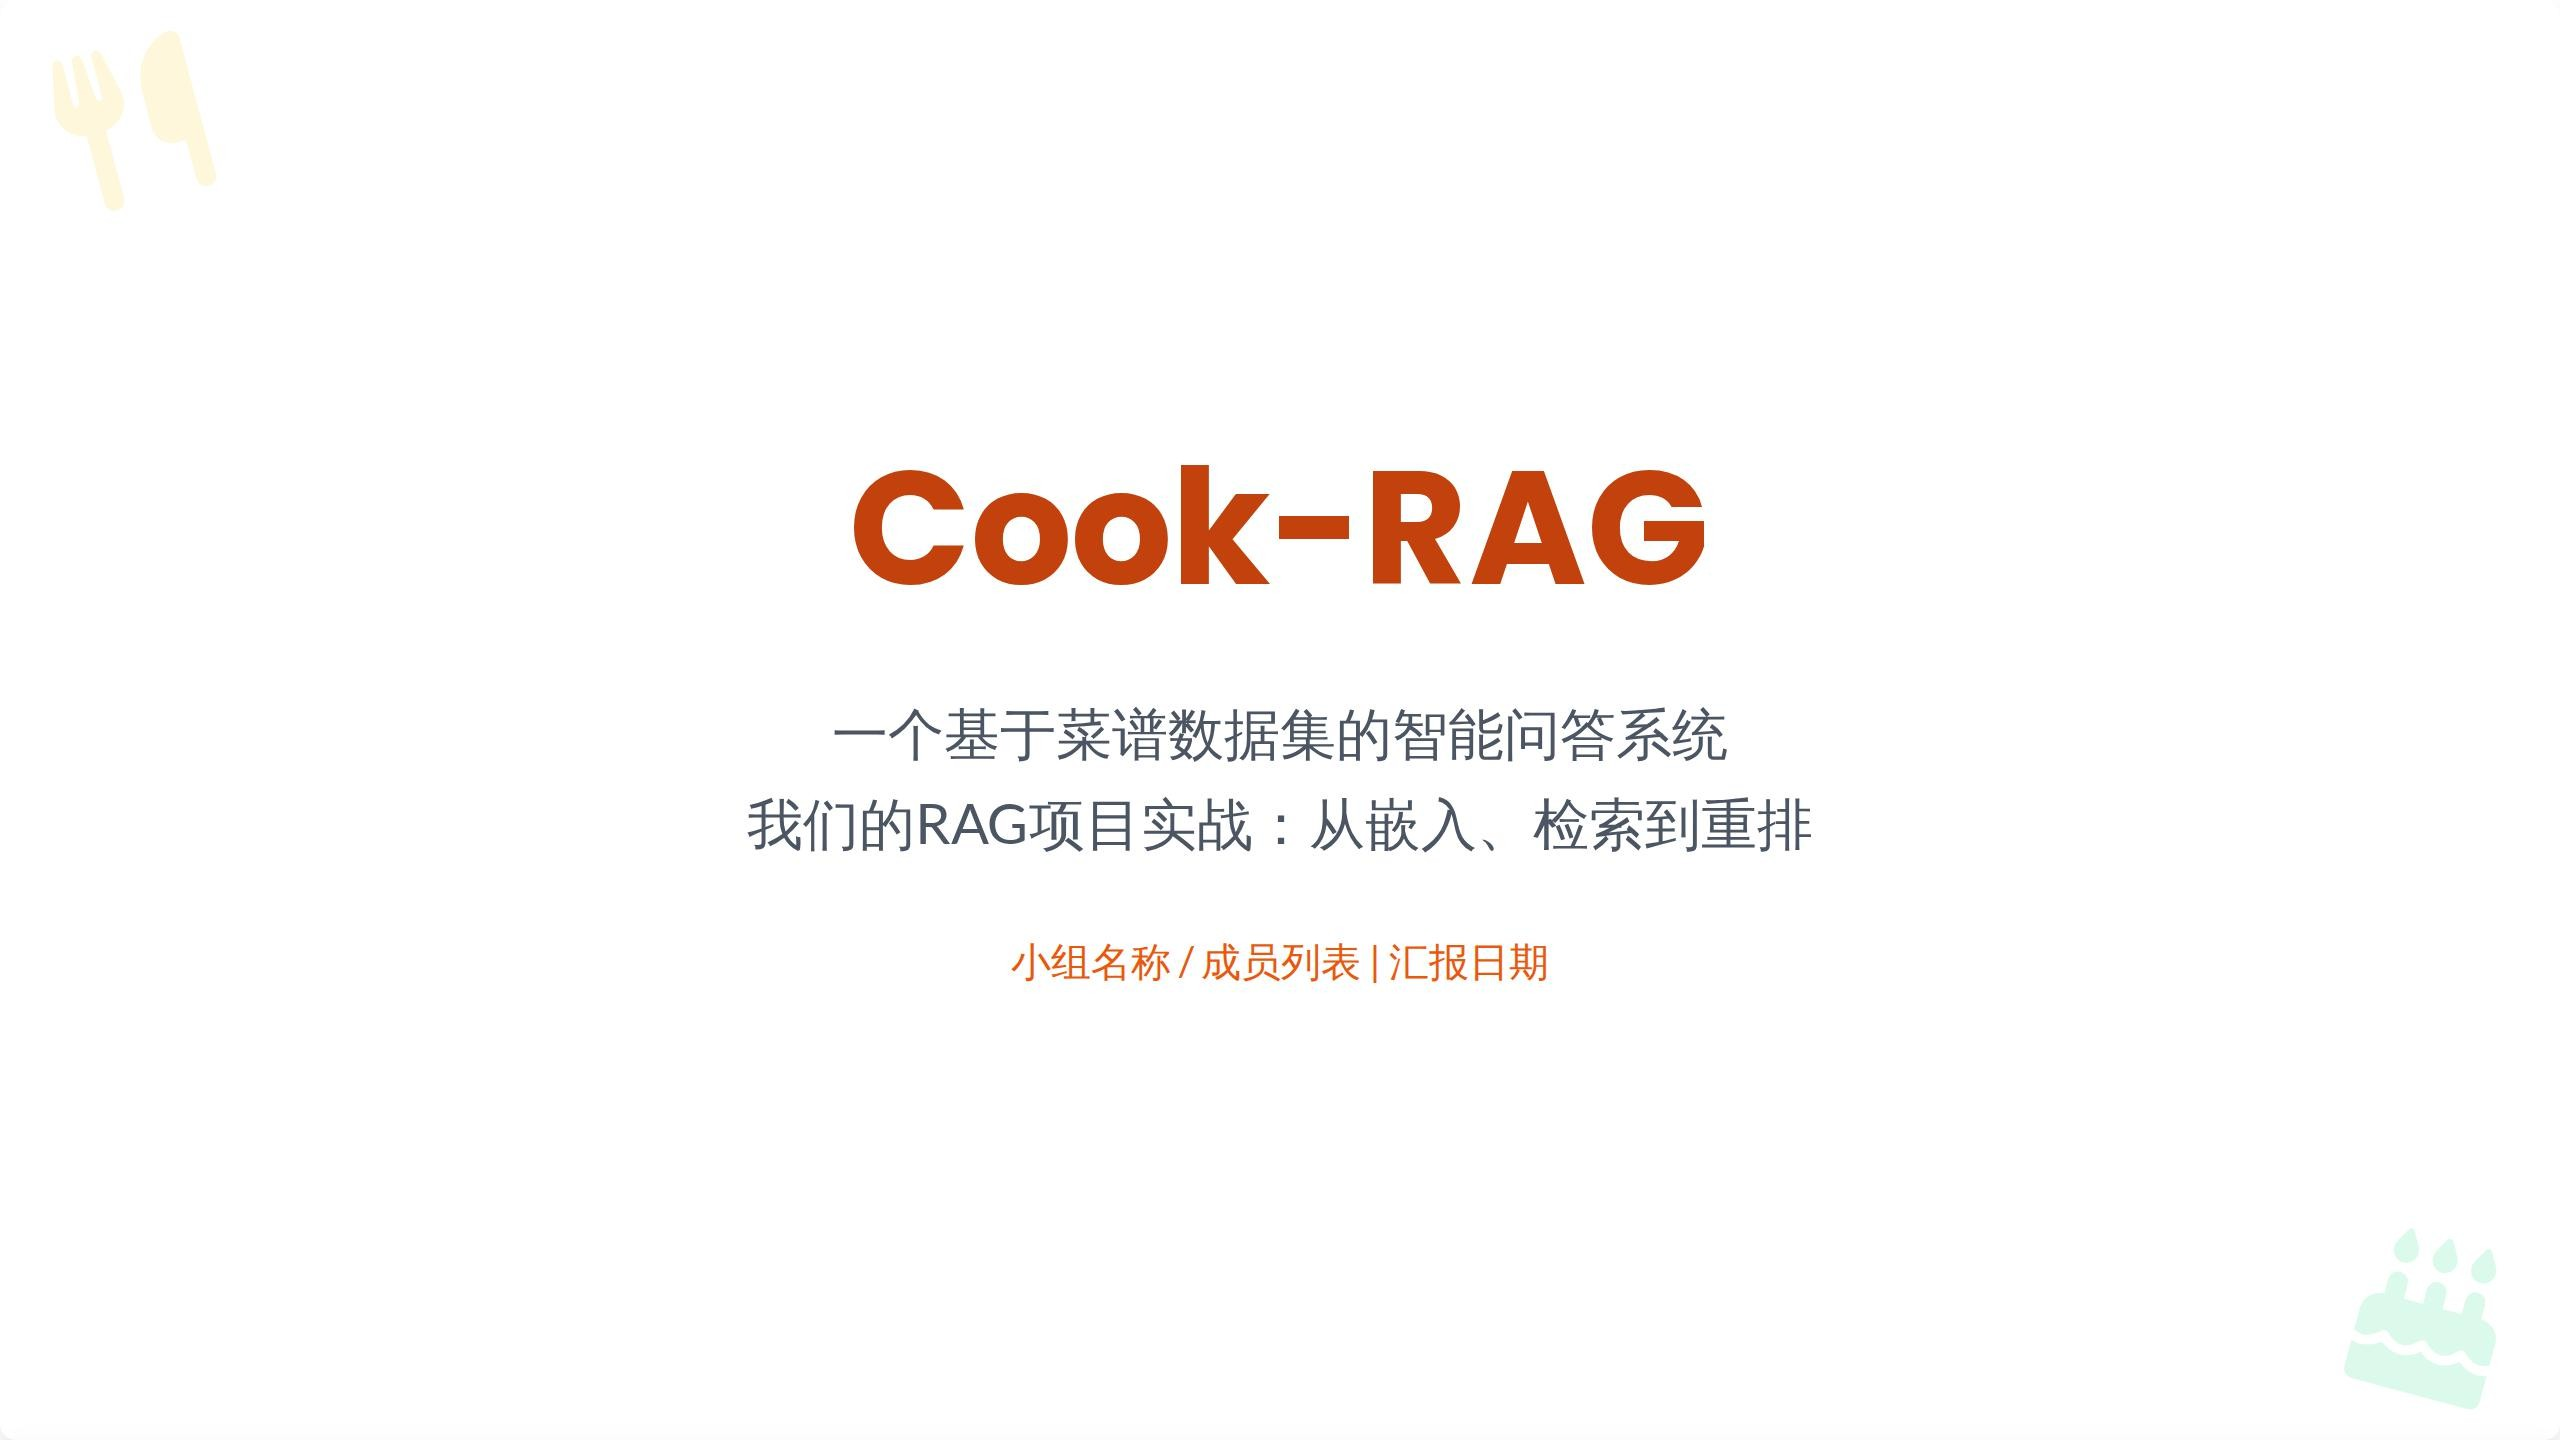 Cook-RAG
一个基于菜谱数据集的智能问答系统
我们的RAG项目实战：从嵌入、检索到重排
小组名称 / 成员列表 | 汇报日期